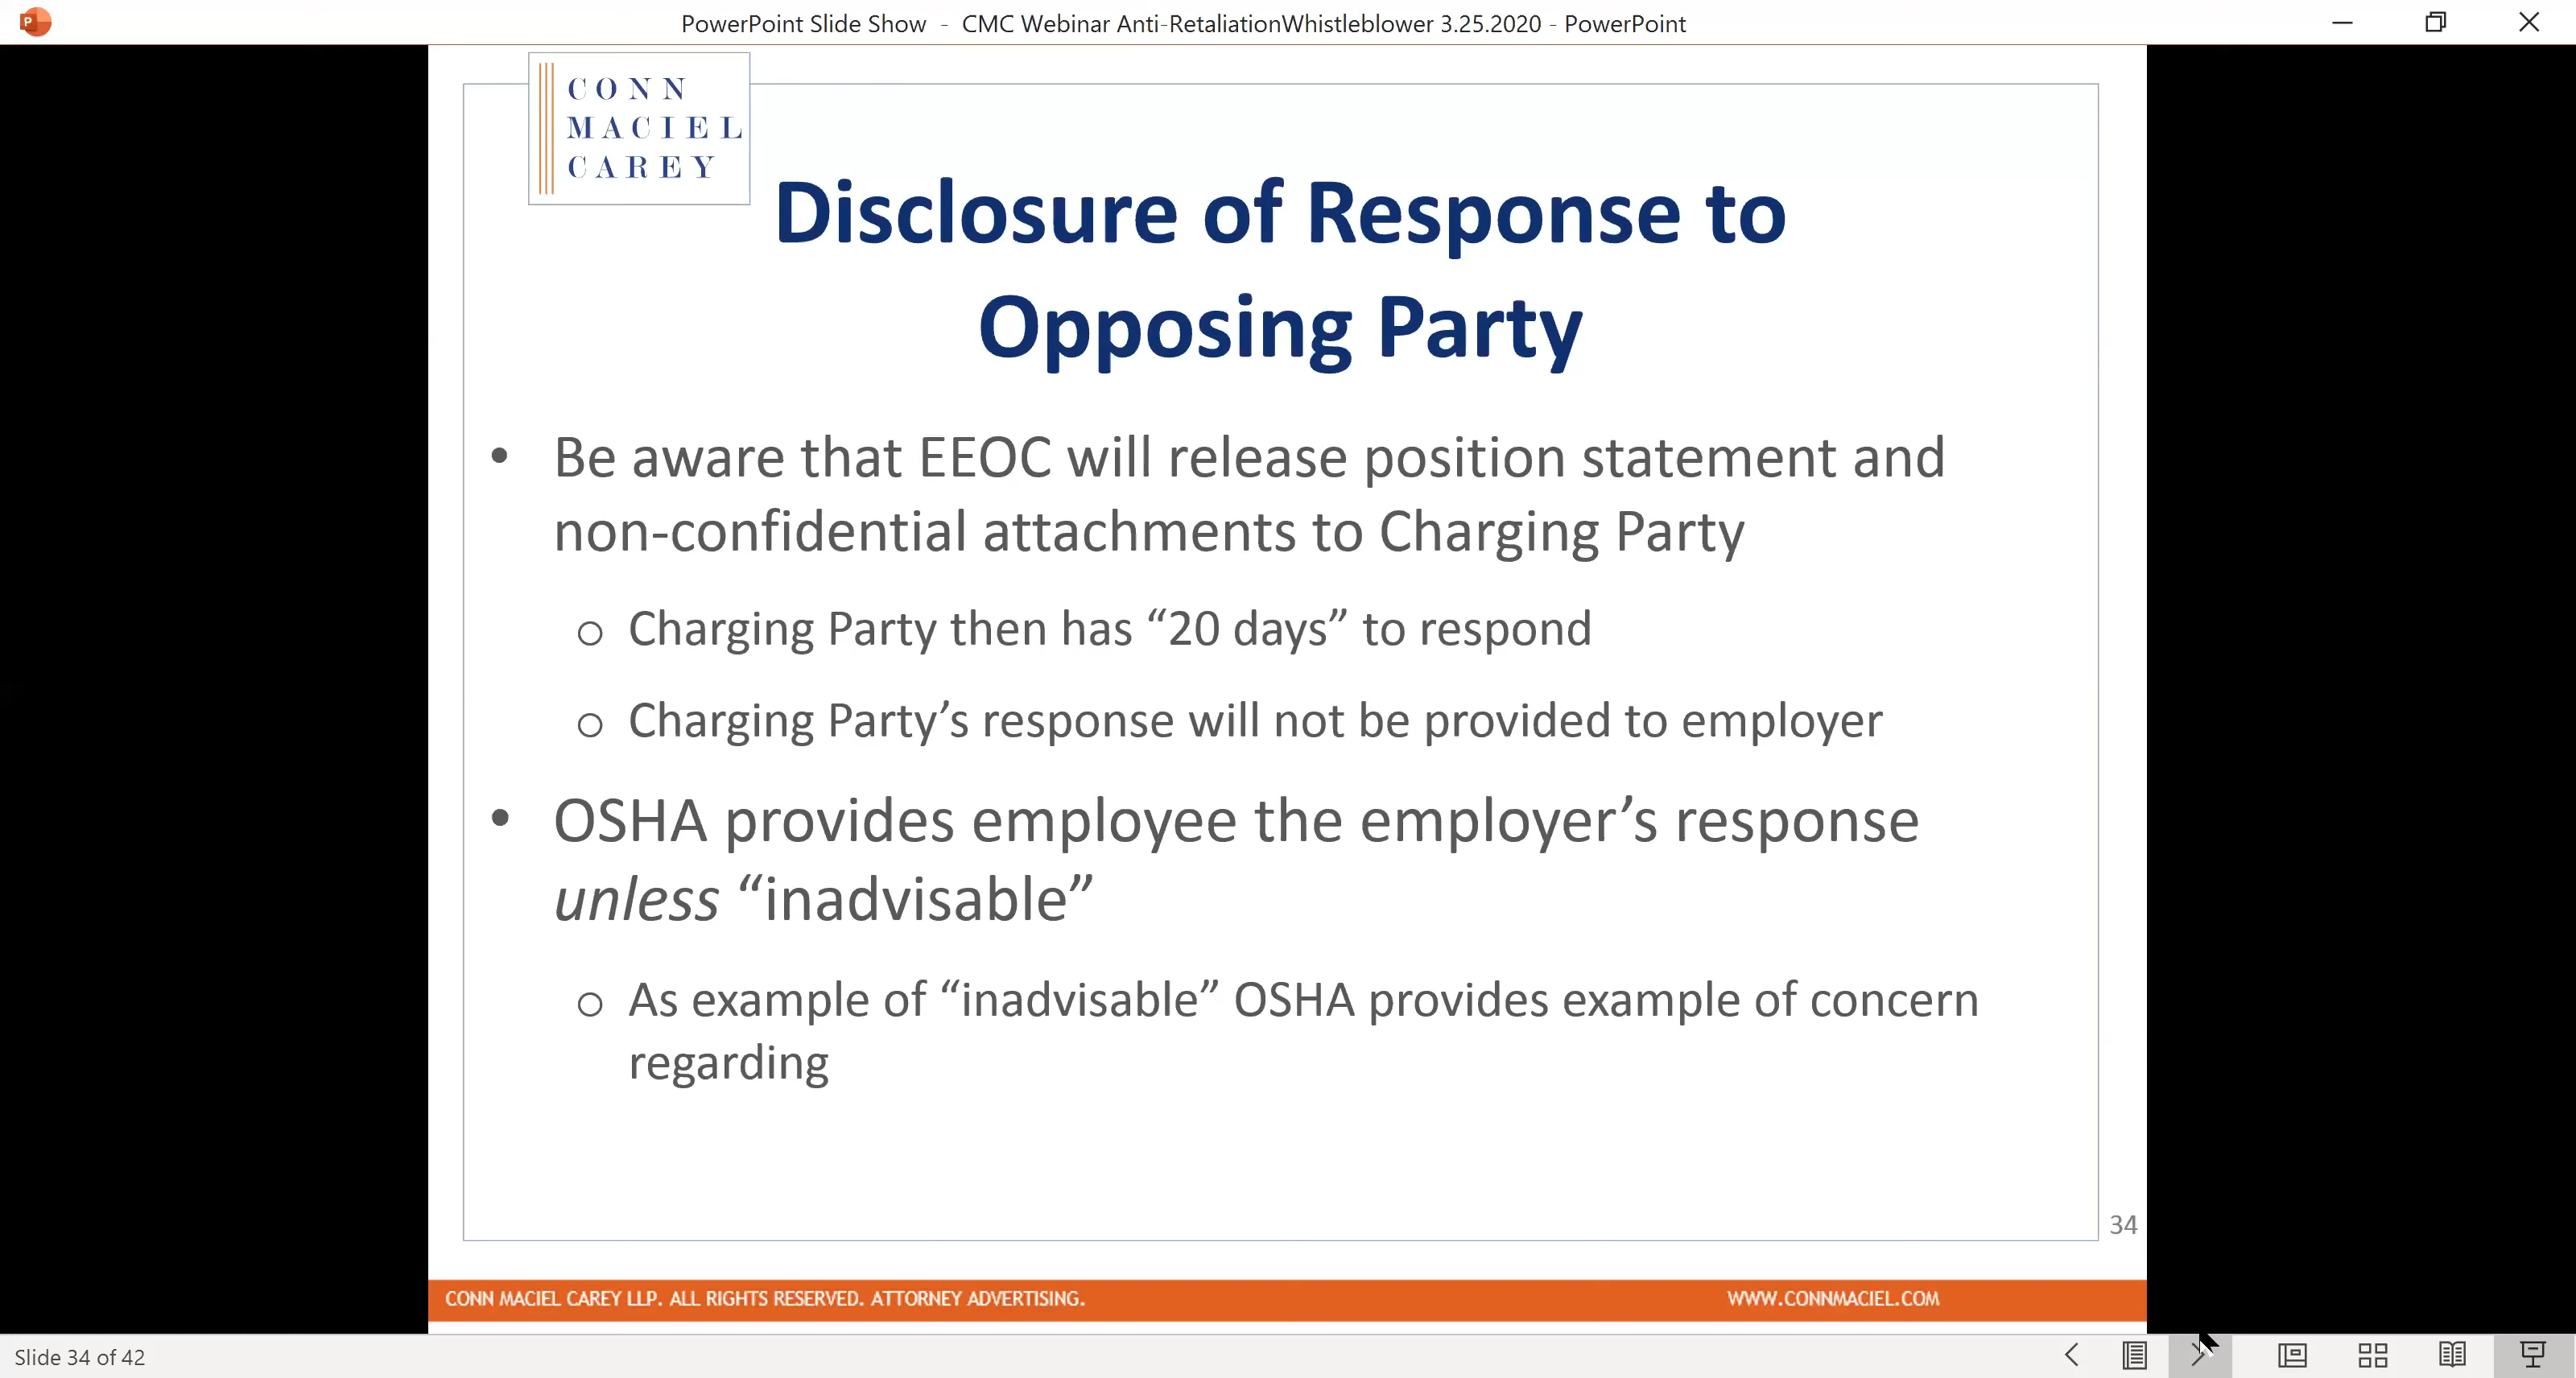 PowerPoint Slide Show - CMC Webinar Anti-RetaliationWhistleblower 3.25.2020 - PowerPoint
CONN
MACIEL
CAREY
Disclosure of Response to
Opposing Party
• Be aware that EEOC will release position statement and
non-confidential attachments to Charging Party
o Charging Party then has “20 days” to respond
o Charging Party’s response will not be provided to employer
• OSHA provides employee the employer’s response
unless “inadvisable”
o As example of “inadvisable” OSHA provides example of concern
regarding
34
CONN MACIEL CAREY LLP. ALL RIGHTS RESERVED. ATTORNEY ADVERTISING.
WWW.CONNMACIEL.COM
Slide 34 of 42